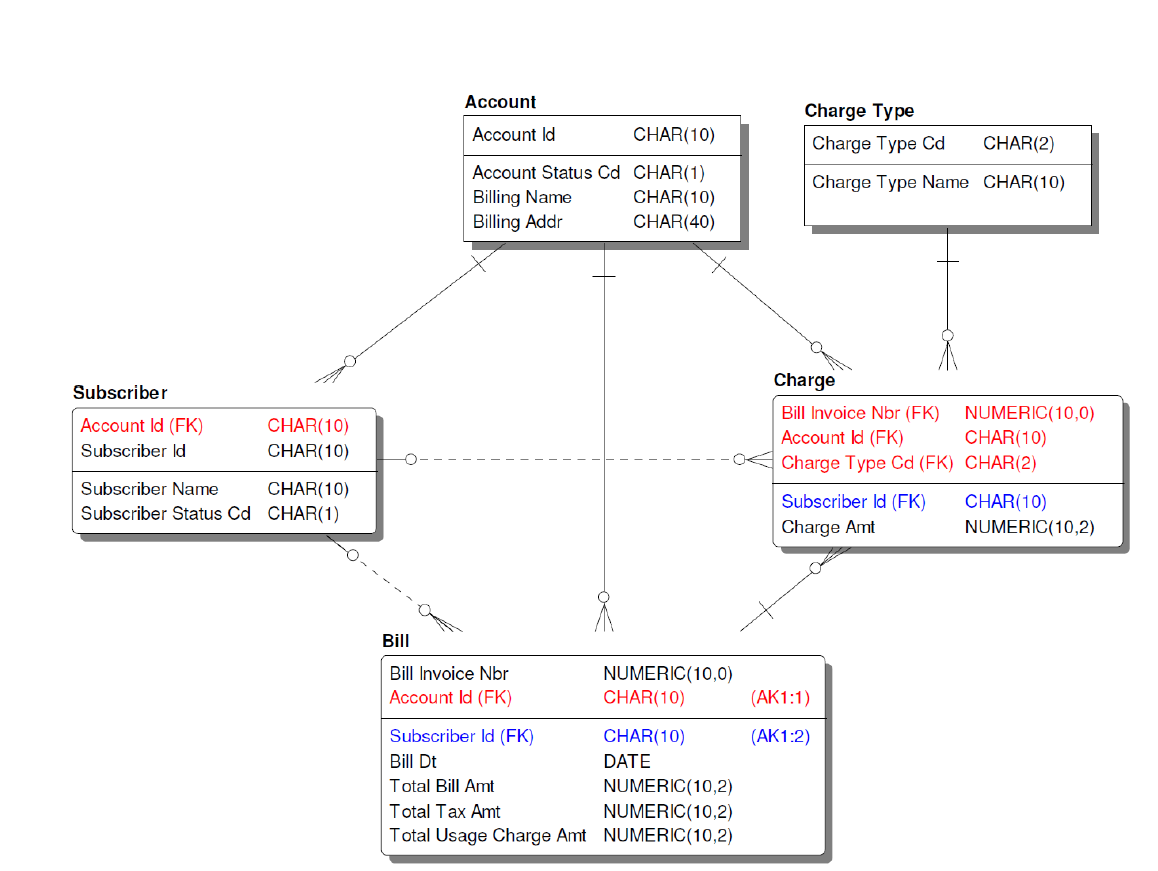 Account
Account Id CHAR(10)
Account Status Cd CHAR(1)
Billing Name CHAR(10)
Billing Addr CHAR(40)
Charge Type
Charge Type Cd CHAR(2)
Charge Type Name CHAR(10)
Subscriber
Account Id (FK) CHAR(10)
Subscriber Id CHAR(10)
Subscriber Name CHAR(10)
Subscriber Status Cd CHAR(1)
Charge
Bill Invoice Nbr (FK) NUMERIC(10,0)
Account Id (FK) CHAR(10)
Charge Type Cd (FK) CHAR(2)
Subscriber Id (FK) CHAR(10)
Charge Amt NUMERIC(10,2)
Bill
Bill Invoice Nbr NUMERIC(10,0)
Account Id (FK) CHAR(10) (AK1:1)
Subscriber Id (FK) CHAR(10) (AK1:2)
Bill Dt DATE
Total Bill Amt NUMERIC(10,2)
Total Tax Amt NUMERIC(10,2)
Total Usage Charge Amt NUMERIC(10,2)